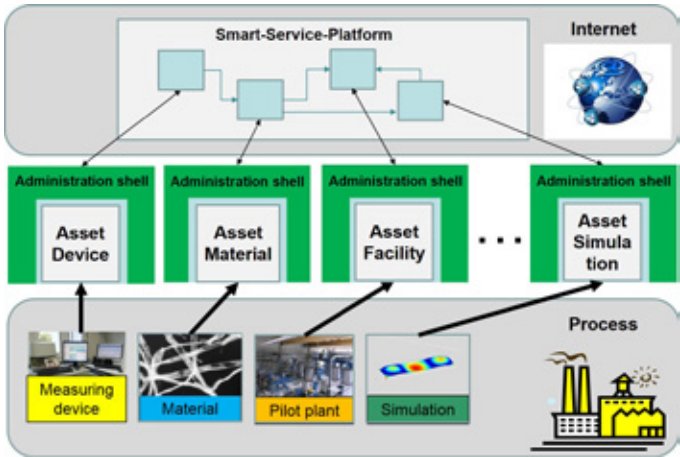 Smart-Service-Platform
Internet
Administration shell
Administration shell
Administration shell
Administration shell
Asset
Device
Asset
Material
Asset
Facility
. . .
Asset
Simula
tion
Process
Measuring
device
Material
Pilot plant
Simulation